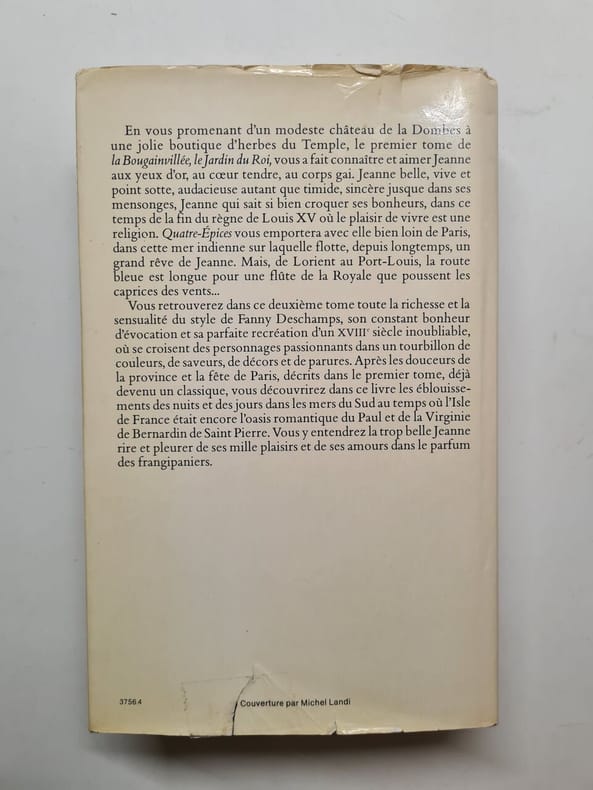 En vous promenant d'un modeste château de la Dombes à
une jolie boutique d'herbes du Temple, le premier tome de
la Bougainvillée, le Jardin du Roi, vous a fait connaître et aimer Jeanne
aux yeux d'or, au cœur tendre, au corps gai. Jeanne belle, vive et
point sotte, audacieuse autant que timide, sincère jusque dans ses
mensonges, Jeanne qui sait si bien croquer ses bonheurs, dans ce
temps de la fin du règne de Louis XV où le plaisir de vivre est une
religion. Quatre-Épices vous emportera avec elle bien loin de Paris,
dans cette mer indienne sur laquelle flotte, depuis longtemps, un
grand rêve de Jeanne. Mais, de Lorient au Port-Louis, la route
bleue est longue pour une flûte de la Royale que poussent les
caprices des vents...
Vous retrouverez dans ce deuxième tome toute la richesse et la
sensualité du style de Fanny Deschamps, son constant bonheur
d'évocation et sa parfaite recréation d'un XVIIIe siècle inoubliable,
où se croisent des personnages passionnants dans un tourbillon de
couleurs, de saveurs, de décors et de parures. Après les douceurs de
la province et la fête de Paris, décrits dans le premier tome, déjà
devenu un classique, vous découvrirez dans ce livre les éblouisse-
ments des nuits et des jours dans les mers du Sud au temps où l'Isle
de France était encore l'oasis romantique du Paul et de la Virginie
de Bernardin de Saint Pierre. Vous y entendrez la trop belle Jeanne
rire et pleurer de ses mille plaisirs et de ses amours dans le parfum
des frangipaniers.
37564
Couverture par Michel Landi